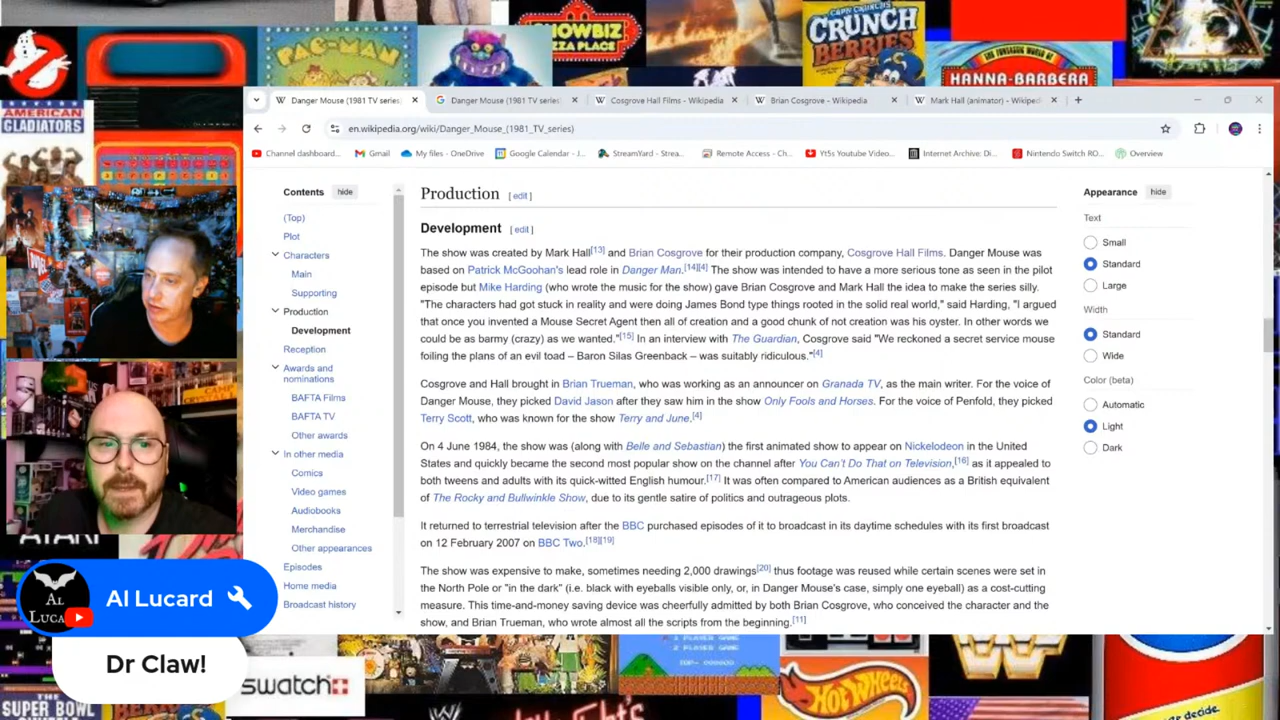 SHOWBIZ
PIZZA PLACE
CAP'N CRUNCH'S
CRUNCH
BERRIES
PAC-MAN
THE FUNTASTIC WORLD OF
HANNA-BARBERA
AMERICAN
GLADIATORS
Danger Mouse (1981 TV series)
Danger Mouse (1981 TV series
Cosgrove Hall Films - Wikipedia
Brian Cosgrove - Wikipedia
Mark Hall (animator) - Wikiped
en.wikipedia.org/wiki/Danger_Mouse_(1981_TV_series)
Channel dashboard...
Gmail
My files - OneDrive
Google Calendar - J...
StreamYard - Strea...
Remote Access - Ch...
Yt5s Youtube Video...
Internet Archive: Di...
Nintendo Switch RO...
Overview
Contents hide
(Top)
Plot
Characters
Main
Supporting
Production
Development
Reception
Awards and
nominations
BAFTA Films
BAFTA TV
Other awards
In other media
Comics
Video games
Audiobooks
Merchandise
Other appearances
Episodes
Home media
Broadcast history
Production [ edit ]
Development [ edit ]
The show was created by Mark Hall[13] and Brian Cosgrove for their production company, Cosgrove Hall Films. Danger Mouse was
based on Patrick McGoohan's lead role in Danger Man.[14][4] The show was intended to have a more serious tone as seen in the pilot
episode but Mike Harding (who wrote the music for the show) gave Brian Cosgrove and Mark Hall the idea to make the series silly.
"The characters had got stuck in reality and were doing James Bond type things rooted in the solid real world," said Harding, "I argued
that once you invented a Mouse Secret Agent then all of creation and a good chunk of not creation was his oyster. In other words we
could be as barmy (crazy) as we wanted."[15] In an interview with The Guardian, Cosgrove said "We reckoned a secret service mouse
foiling the plans of an evil toad – Baron Silas Greenback – was suitably ridiculous."[4]
Cosgrove and Hall brought in Brian Trueman, who was working as an announcer on Granada TV, as the main writer. For the voice of
Danger Mouse, they picked David Jason after they saw him in the show Only Fools and Horses. For the voice of Penfold, they picked
Terry Scott, who was known for the show Terry and June.[4]
On 4 June 1984, the show was (along with Belle and Sebastian) the first animated show to appear on Nickelodeon in the United
States and quickly became the second most popular show on the channel after You Can't Do That on Television,[16] as it appealed to
both tweens and adults with its quick-witted English humour.[17] It was often compared to American audiences as a British equivalent
of The Rocky and Bullwinkle Show, due to its gentle satire of politics and outrageous plots.
It returned to terrestrial television after the BBC purchased episodes of it to broadcast in its daytime schedules with its first broadcast
on 12 February 2007 on BBC Two.[18][19]
The show was expensive to make, sometimes needing 2,000 drawings[20] thus footage was reused while certain scenes were set in
the North Pole or "in the dark" (i.e. black with eyeballs visible only, or, in Danger Mouse's case, simply one eyeball) as a cost-cutting
measure. This time-and-money saving device was cheerfully admitted by both Brian Cosgrove, who conceived the character and the
show, and Brian Trueman, who wrote almost all the scripts from the beginning.[11]
Appearance hide
Text
Small
Standard
Large
Width
Standard
Wide
Color (beta)
Automatic
Light
Dark
ATARI
AL
LUCA
Al Lucard
Dr Claw!
swatch
THE
SUPER BOWL
BERRIES
1 PLAYER GAME
2 PLAYER GAME
TOP- 000000
HOT WHEELS
decide.